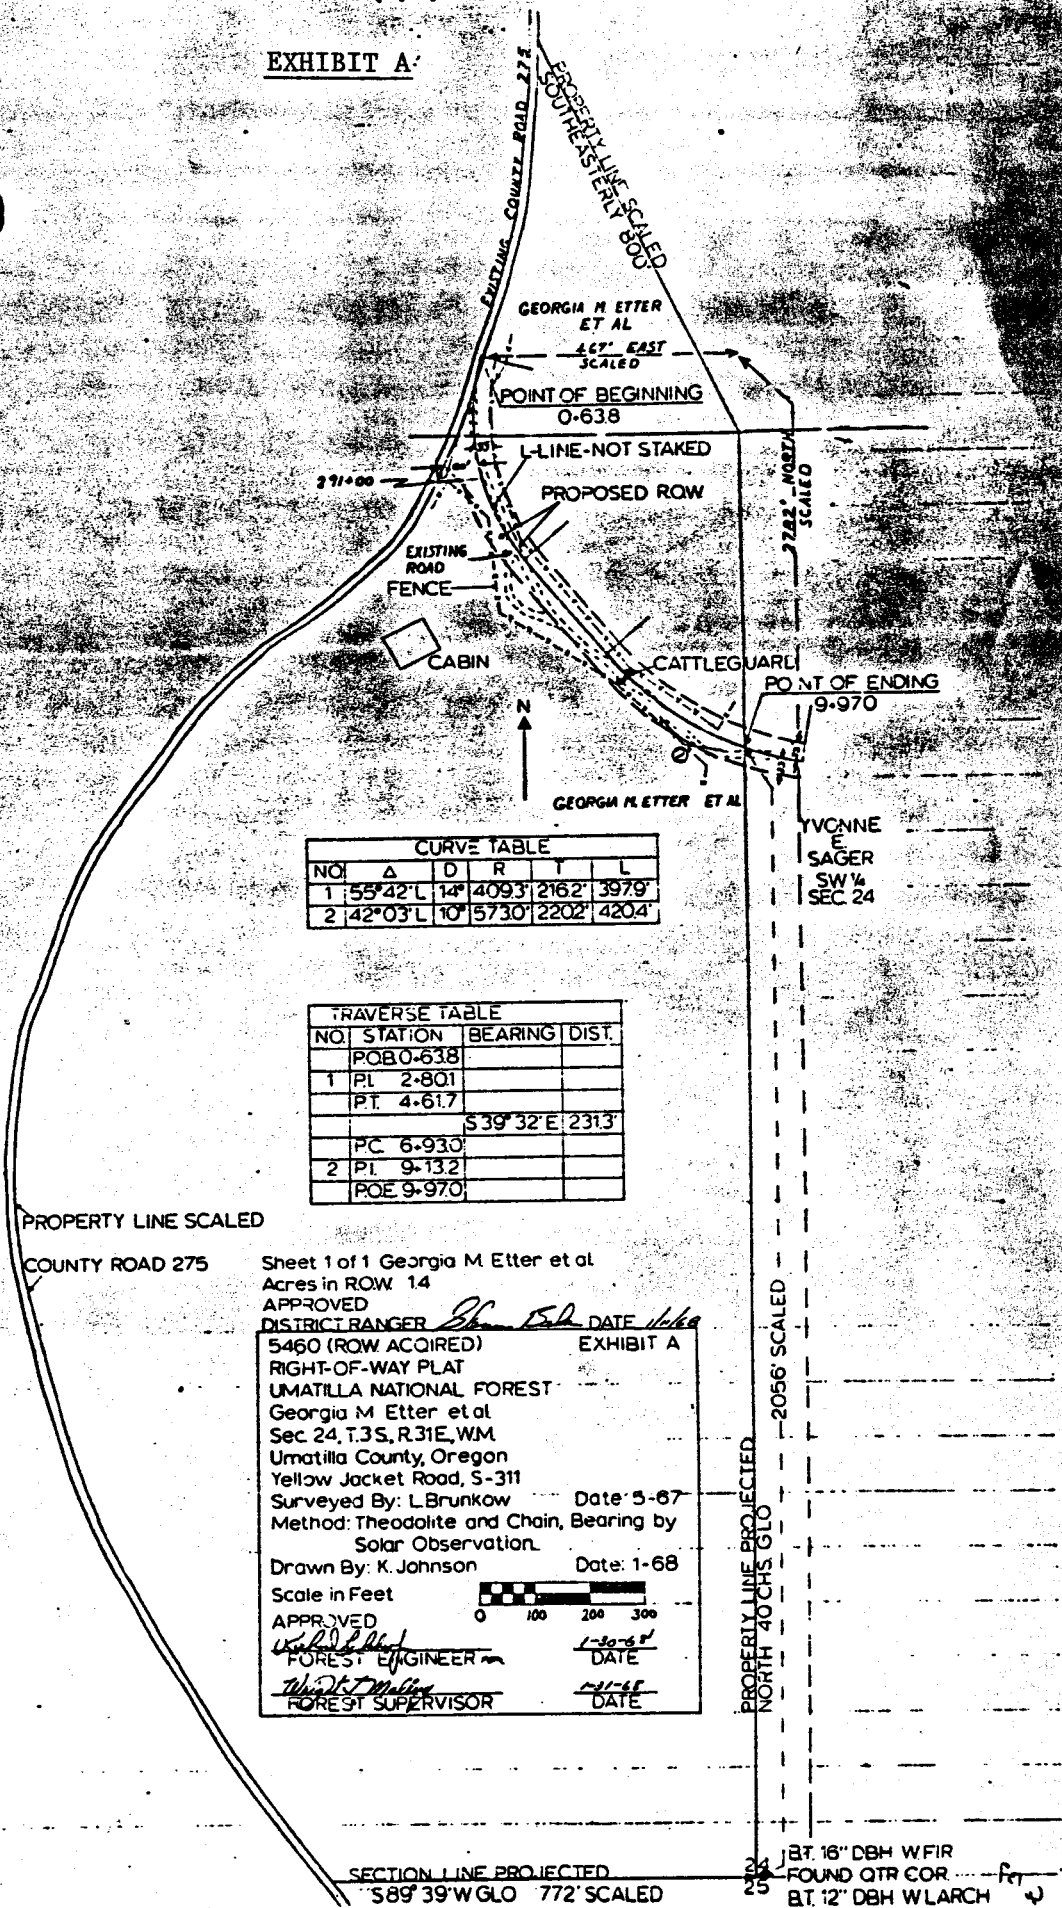 EXHIBIT A
EXISTING COUNTY ROAD 275
PROPERTY LINE SCALED
SOUTHEASTERLY 800'
GEORGIA M. ETTER
ET AL
467' EAST
SCALED
POINT OF BEGINNING
0+63.8
L-LINE-NOT STAKED
291+00
PROPOSED ROW
2782' NORTH
SCALED
EXISTING
ROAD
FENCE
CABIN
CATTLEGUARD
POINT OF ENDING
9+97.0
N
GEORGIA M. ETTER ET AL
YVONNE
E.
SAGER
SW ¼
SEC. 24
CURVE TABLE
NO Δ D R T L
1 55°42'L 14° 409.3' 216.2' 397.9'
2 42°03'L 10° 573.0' 220.2' 420.4'
TRAVERSE TABLE
NO. STATION BEARING DIST.
P.O.B. 0+63.8
1 P.I. 2+80.1
P.T. 4+61.7
S 39° 32' E 231.3'
P.C. 6+93.0
2 P.I. 9+13.2
P.O.E. 9+97.0
PROPERTY LINE SCALED
COUNTY ROAD 275
Sheet 1 of 1 Georgia M. Etter et al
Acres in R.O.W. 1.4
APPROVED
DISTRICT RANGER DATE
5460 (ROW ACQIRED) EXHIBIT A
RIGHT-OF-WAY PLAT
UMATILLA NATIONAL FOREST
Georgia M Etter et al
Sec. 24, T.3S., R.31E., W.M.
Umatilla County, Oregon
Yellow Jacket Road, S-311
Surveyed By: L.Brunkow Date: 5-67
Method: Theodolite and Chain, Bearing by
Solar Observation.
Drawn By: K. Johnson Date: 1-68
Scale in Feet
0 100 200 300
APPROVED
1-30-68
FOREST ENGINEER DATE
1-31-68
FOREST SUPERVISOR DATE
2056' SCALED
PROPERTY LINE PROJECTED
NORTH 40 CHS. GLO
SECTION LINE PROJECTED
S89° 39' W GLO 772' SCALED
24
25
B.T. 16" DBH W.FIR
FOUND QTR COR.
B.T. 12" DBH W.LARCH